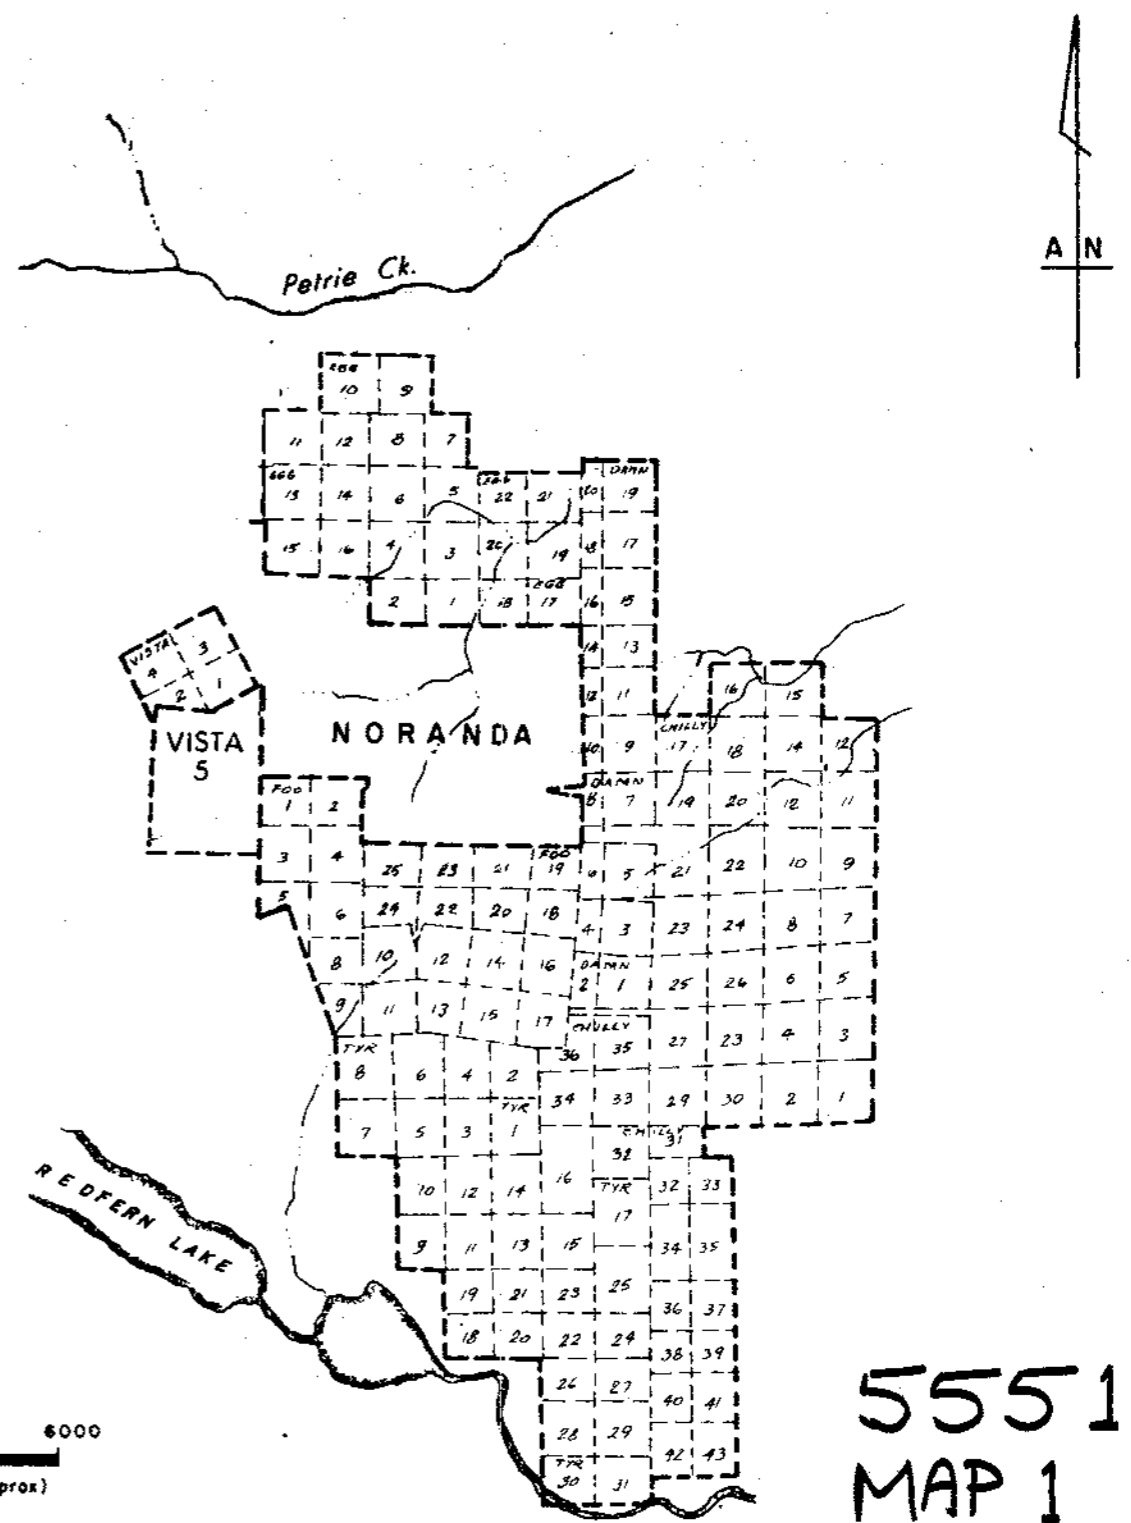 A N
Petrie Ck.
EGG
10 9
11 12 8 7
EGG DAMN
13 14 6 5 22 21 20 19
15 16 4 3 20 19 18 17
EGG
2 1 18 17 16 15
14 13
VISTA 3
4 1
2
12 11 16 15
NORANDA
VISTA
5
CHILLY
10 9 17 18 14 12
DAMN
8 7 19 20 12 11
FOO
1 2
FOO
3 4 25 23 21 19 6 5 21 22 10 9
5 6 24 22 20 18 4 3 23 24 8 7
DAMN
8 10 12 14 16 2 1 25 26 6 5
9 11 13 15 17
CHILLY
36 35 27 23 4 3
TYR
8 6 4 2 34 33 29 30 2 1
TYR
7 5 3 1
CHILLY
31
32
10 12 14 16
TYR
17 32 33
9 11 13 15 34 35
REDFERN LAKE
19 21 23 25 36 37
18 20 22 24 38 39
26 27 40 41
28 29 42 43
TYR
30 31
6000
5551
MAP 1